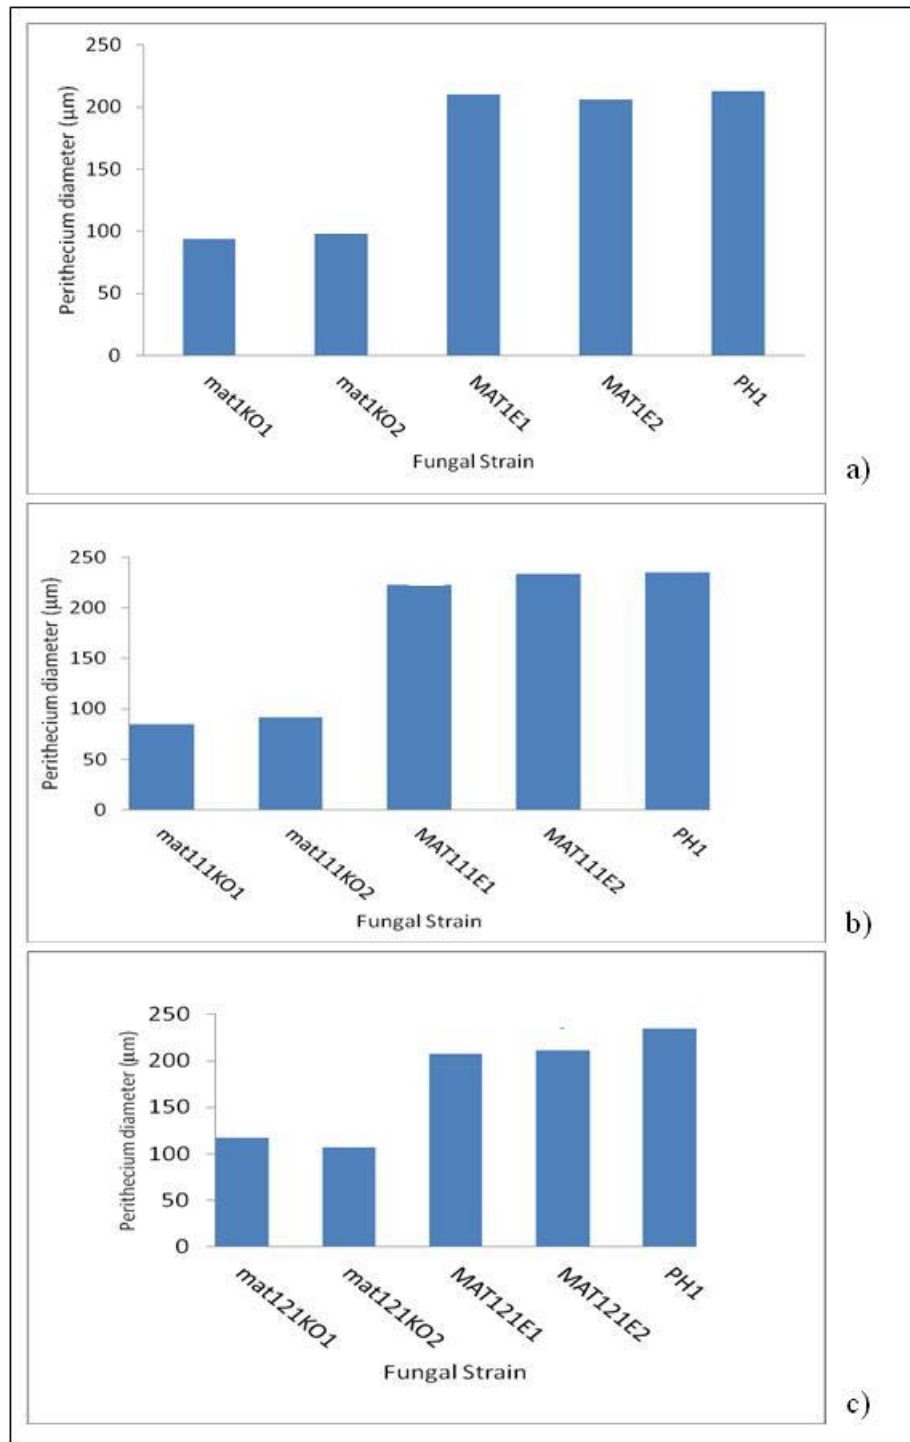 250
200
150
100
50
0
Perithecium diameter (µm)
mat1KO1
mat1KO2
MAT1E1
MAT1E2
PH1
Fungal Strain
a)
250
200
150
100
50
0
Perithecium diameter (µm)
mat111KO1
mat111KO2
MAT111E1
MAT111E2
PH1
Fungal Strain
b)
250
200
150
100
50
0
Perithecium diameter (µm)
mat121KO1
mat121KO2
MAT121E1
MAT121E2
PH1
Fungal Strain
c)